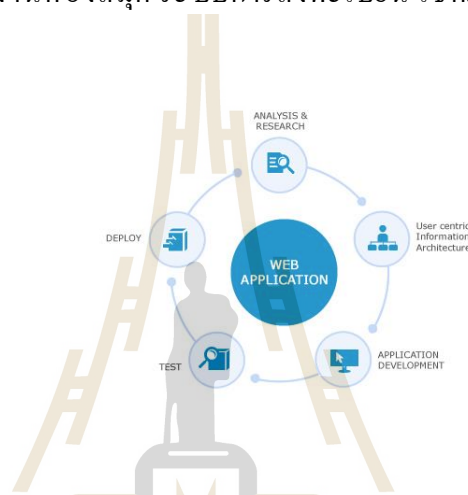 ANALYSIS &
RESEARCH
User centric
Information
Architecture
WEB
APPLICATION
DEPLOY
APPLICATION
DEVELOPMENT
TEST